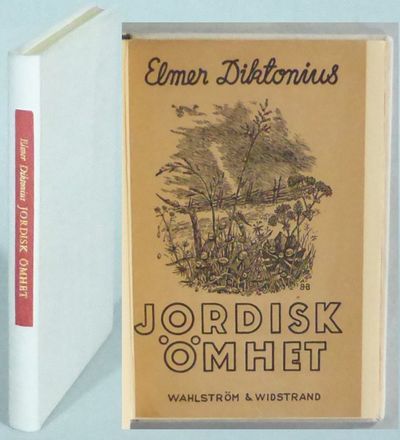 Elmer Diktonius JORDISK ÖMHET
Elmer Diktonius
JORDISK
ÖMHET
WAHLSTRÖM & WIDSTRAND